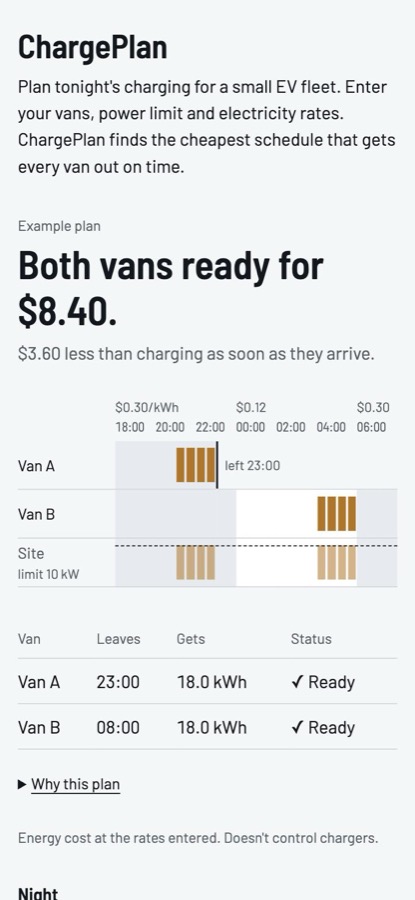 ChargePlan
Plan tonight's charging for a small EV fleet. Enter
your vans, power limit and electricity rates.
ChargePlan finds the cheapest schedule that gets
every van out on time.
Example plan
Both vans ready for
$8.40.
$3.60 less than charging as soon as they arrive.
$0.30/kWh $0.12 $0.30
18:00 20:00 22:00 00:00 02:00 04:00 06:00
Van A left 23:00
Van B
Site
limit 10 kW
Van Leaves Gets Status
Van A 23:00 18.0 kWh ✓ Ready
Van B 08:00 18.0 kWh ✓ Ready
▶ Why this plan
Energy cost at the rates entered. Doesn't control chargers.
Night